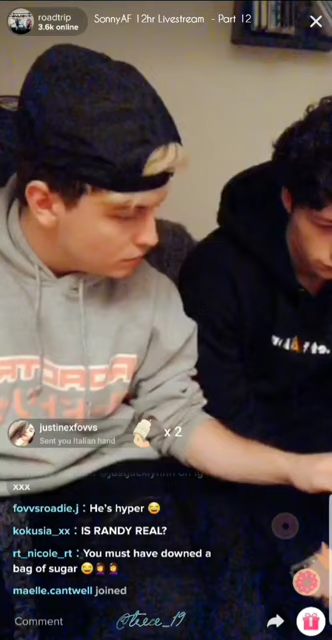 roadtrip
SonnyAF 12hr Livestream - Part 12
3.6k online
justinexfovvs
Sent you Italian hand
x 2
xxx
fovvsroadie.j : He's hyper 😅
kokusia_xx : IS RANDY REAL?
rt_nicole_rt : You must have downed a
bag of sugar 😅🤦‍♀️🤦‍♀️
maelle.cantwell joined
Comment
@trece_19